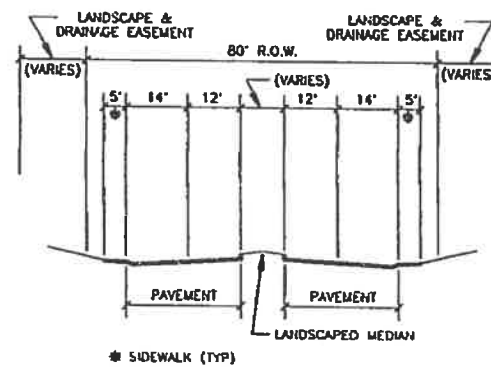 LANDSCAPE &
DRAINAGE EASEMENT
LANDSCAPE &
DRAINAGE EASEMENT
80' R.O.W.
(VARIES)
(VARIES)
(VARIES)
5' 14' 12' 12' 14' 5'
PAVEMENT
PAVEMENT
LANDSCAPED MEDIAN
SIDEWALK (TYP)